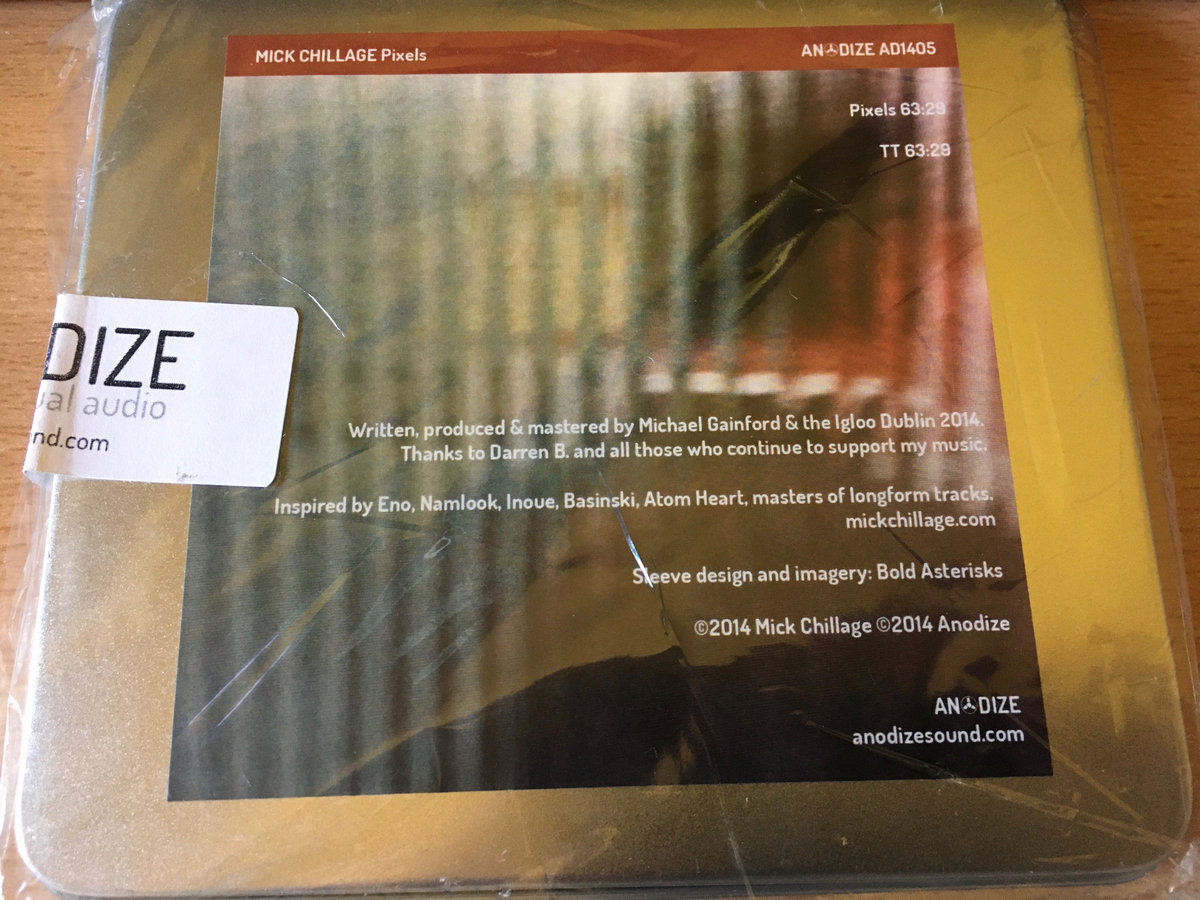 MICK CHILLAGE Pixels
ANODIZE AD1405
Pixels 63:29
TT 63:29
DIZE
ual audio
nd.com
Written, produced & mastered by Michael Gainford & the Igloo Dublin 2014.
Thanks to Darren B. and all those who continue to support my music.
Inspired by Eno, Namlook, Inoue, Basinski, Atom Heart, masters of longform tracks.
mickchillage.com
Sleeve design and imagery: Bold Asterisks
©2014 Mick Chillage ©2014 Anodize
ANODIZE
anodizesound.com